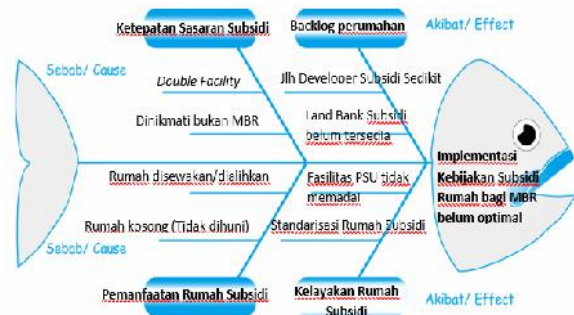 Ketepatan Sasaran Subsidi
Backlog perumahan
Akibat/ Effect
Sebab/ Cause
Double Facility
Jlh Developer Subsidi Sedikit
Dinikmati bukan MBR
Land Bank Subsidi
belum tersedia
Implementasi
Kebijakan Subsidi
Rumah bagi MBR
belum optimal
Rumah disewakan/dialihkan
Fasilitas PSU tidak
memadai
Rumah kosong (Tidak dihuni)
Standarisasi Rumah Subsidi
Sebab/ Cause
Pemanfaatan Rumah Subsidi
Kelayakan Rumah
Subsidi
Akibat/ Effect